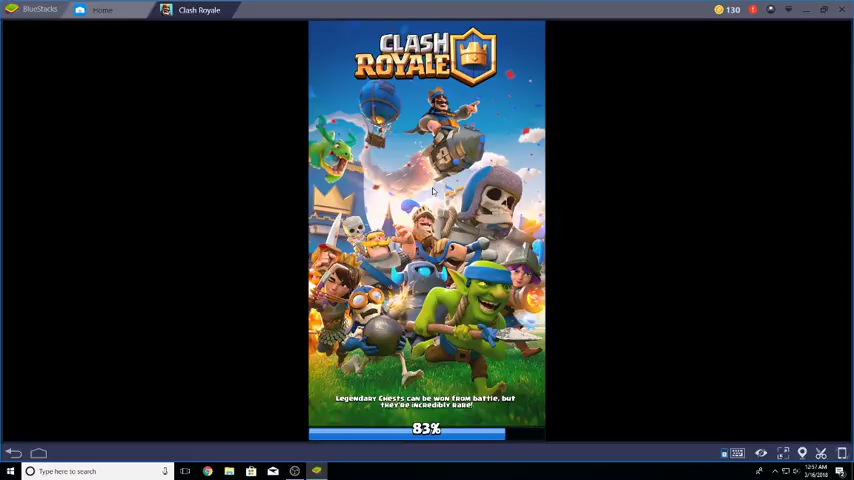 BlueStacks
Home
Clash Royale
130
CLASH
ROYALE
Legendary Chests can be won from battle, but
they're incredibly rare!
83%
Type here to search
12:57 AM
3/16/2018